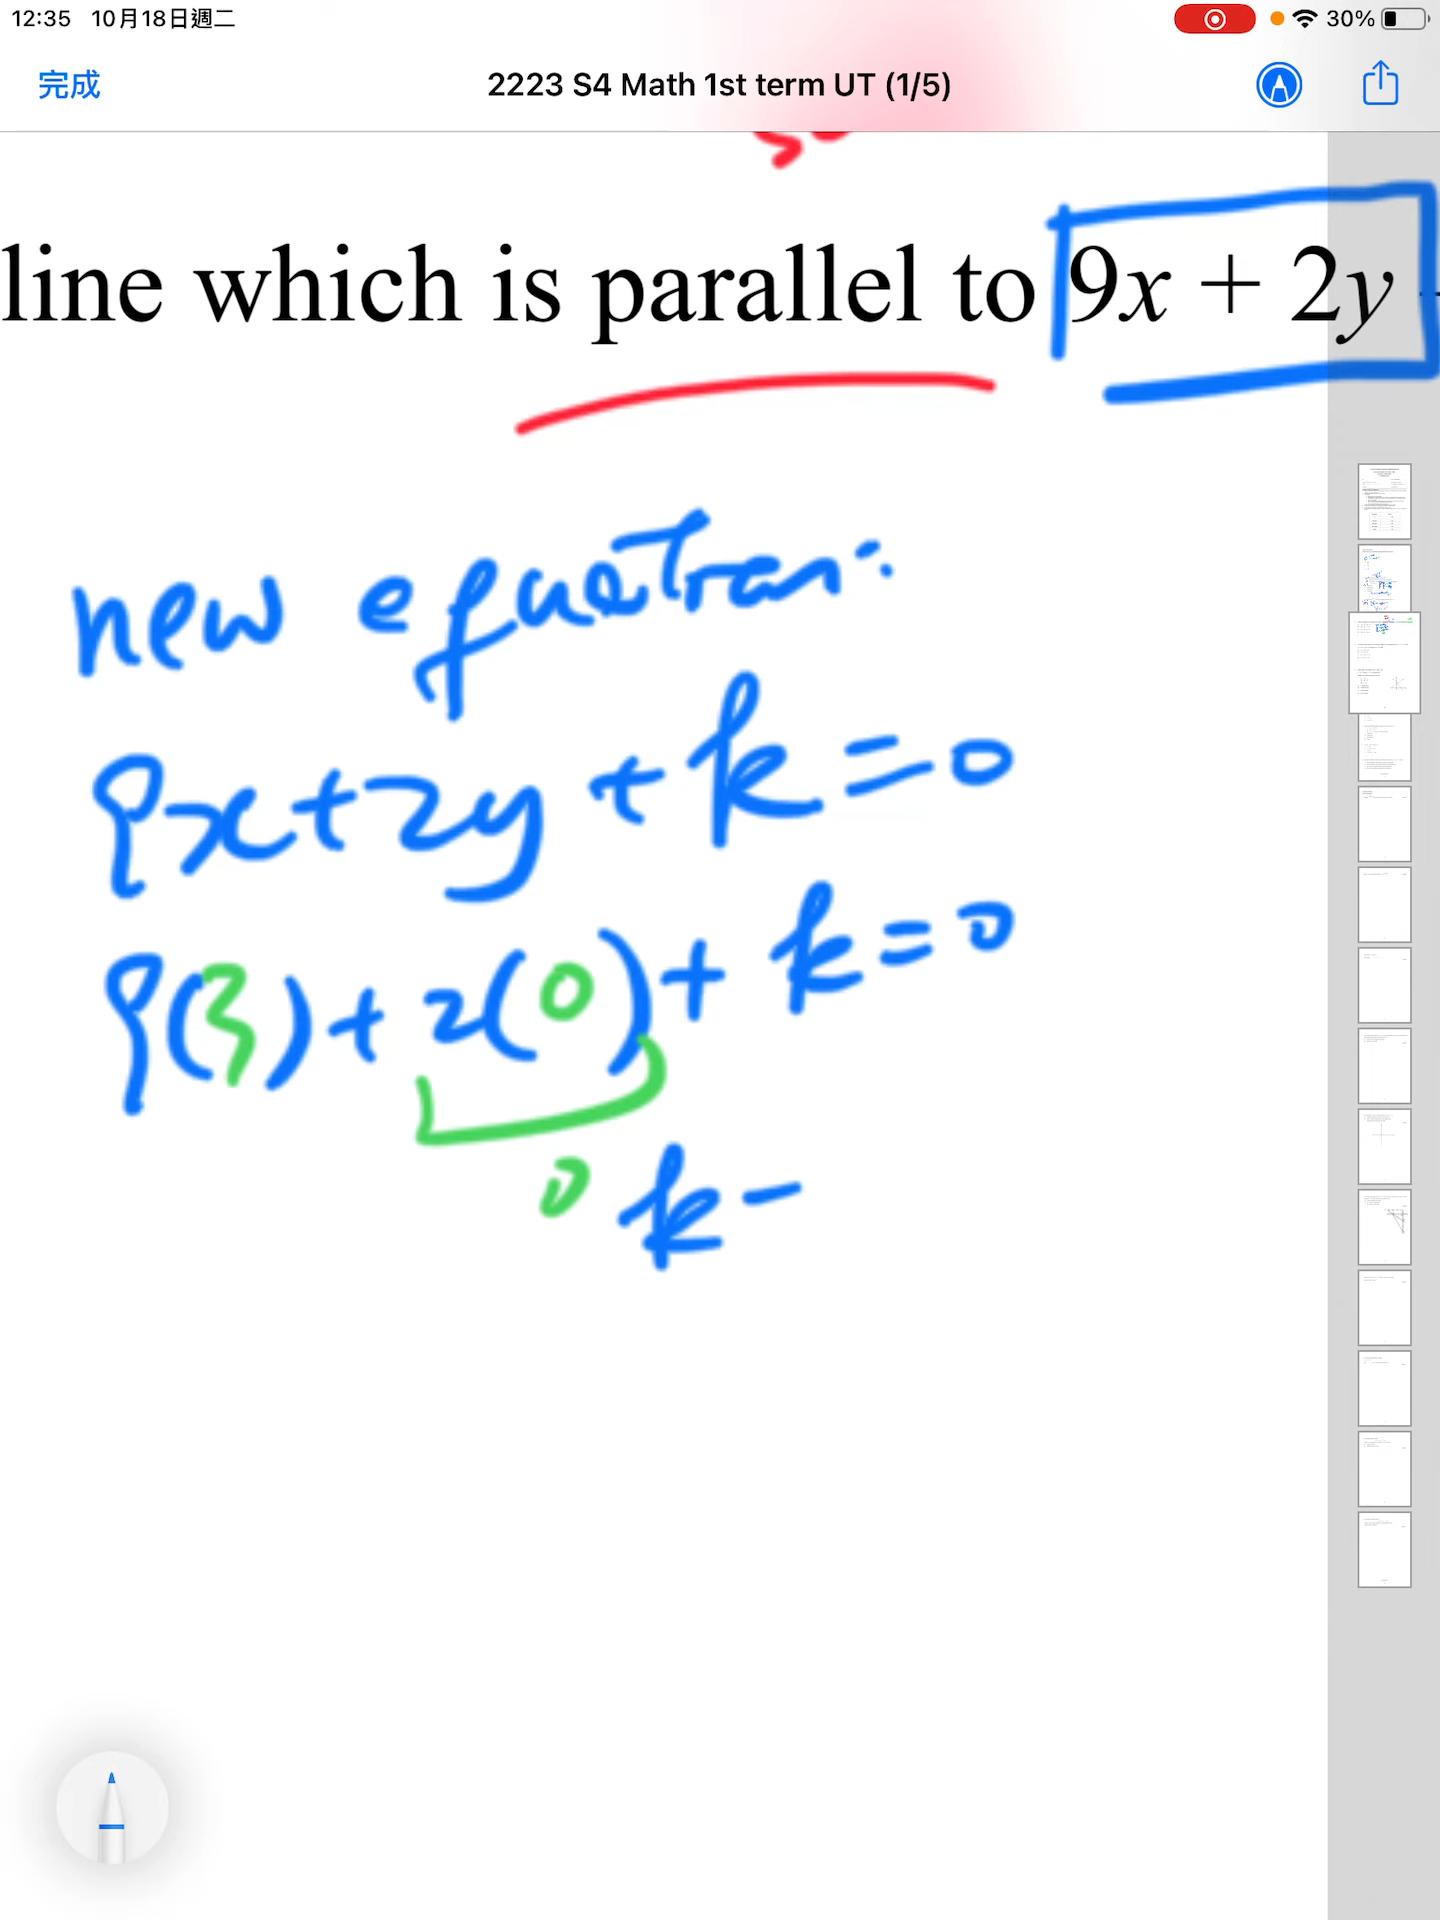 12:35 10月18日週二 30%
完成 2223 S4 Math 1st term UT (1/5)
line which is parallel to 9x + 2y
new equation:
9x+2y+k=0
9(3)+2(0)+k=0
0 k-